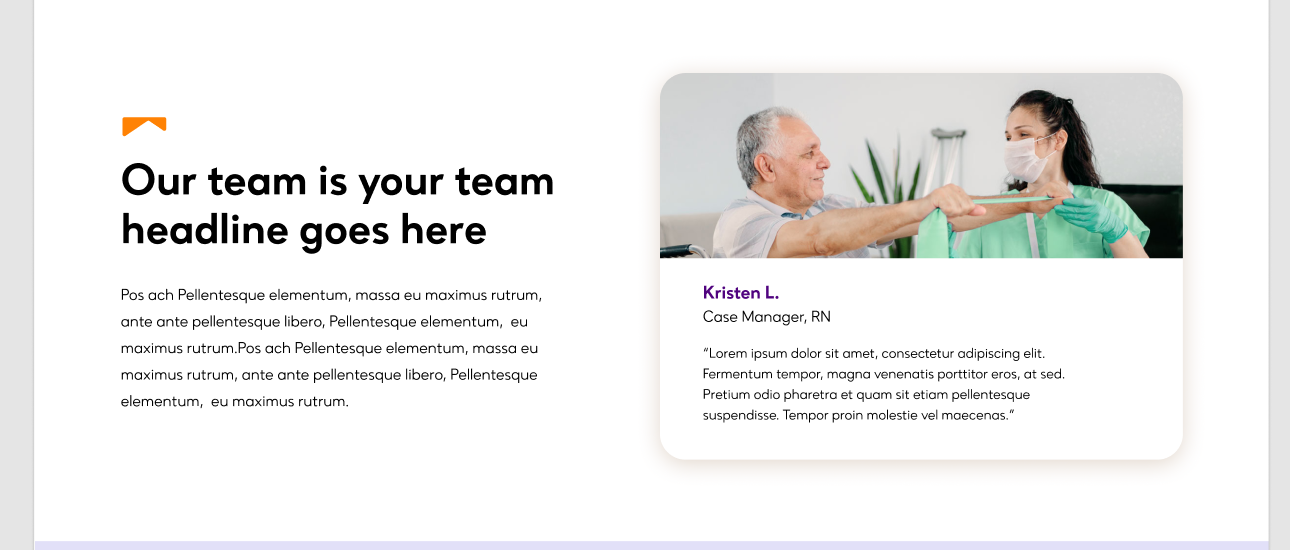 Our team is your team
headline goes here
Pos ach Pellentesque elementum, massa eu maximus rutrum,
ante ante pellentesque libero, Pellentesque elementum,  eu
maximus rutrum.Pos ach Pellentesque elementum, massa eu
maximus rutrum, ante ante pellentesque libero, Pellentesque
elementum,  eu maximus rutrum.
Kristen L.
Case Manager, RN
“Lorem ipsum dolor sit amet, consectetur adipiscing elit.
Fermentum tempor, magna venenatis porttitor eros, at sed.
Pretium odio pharetra et quam sit etiam pellentesque
suspendisse. Tempor proin molestie vel maecenas.”